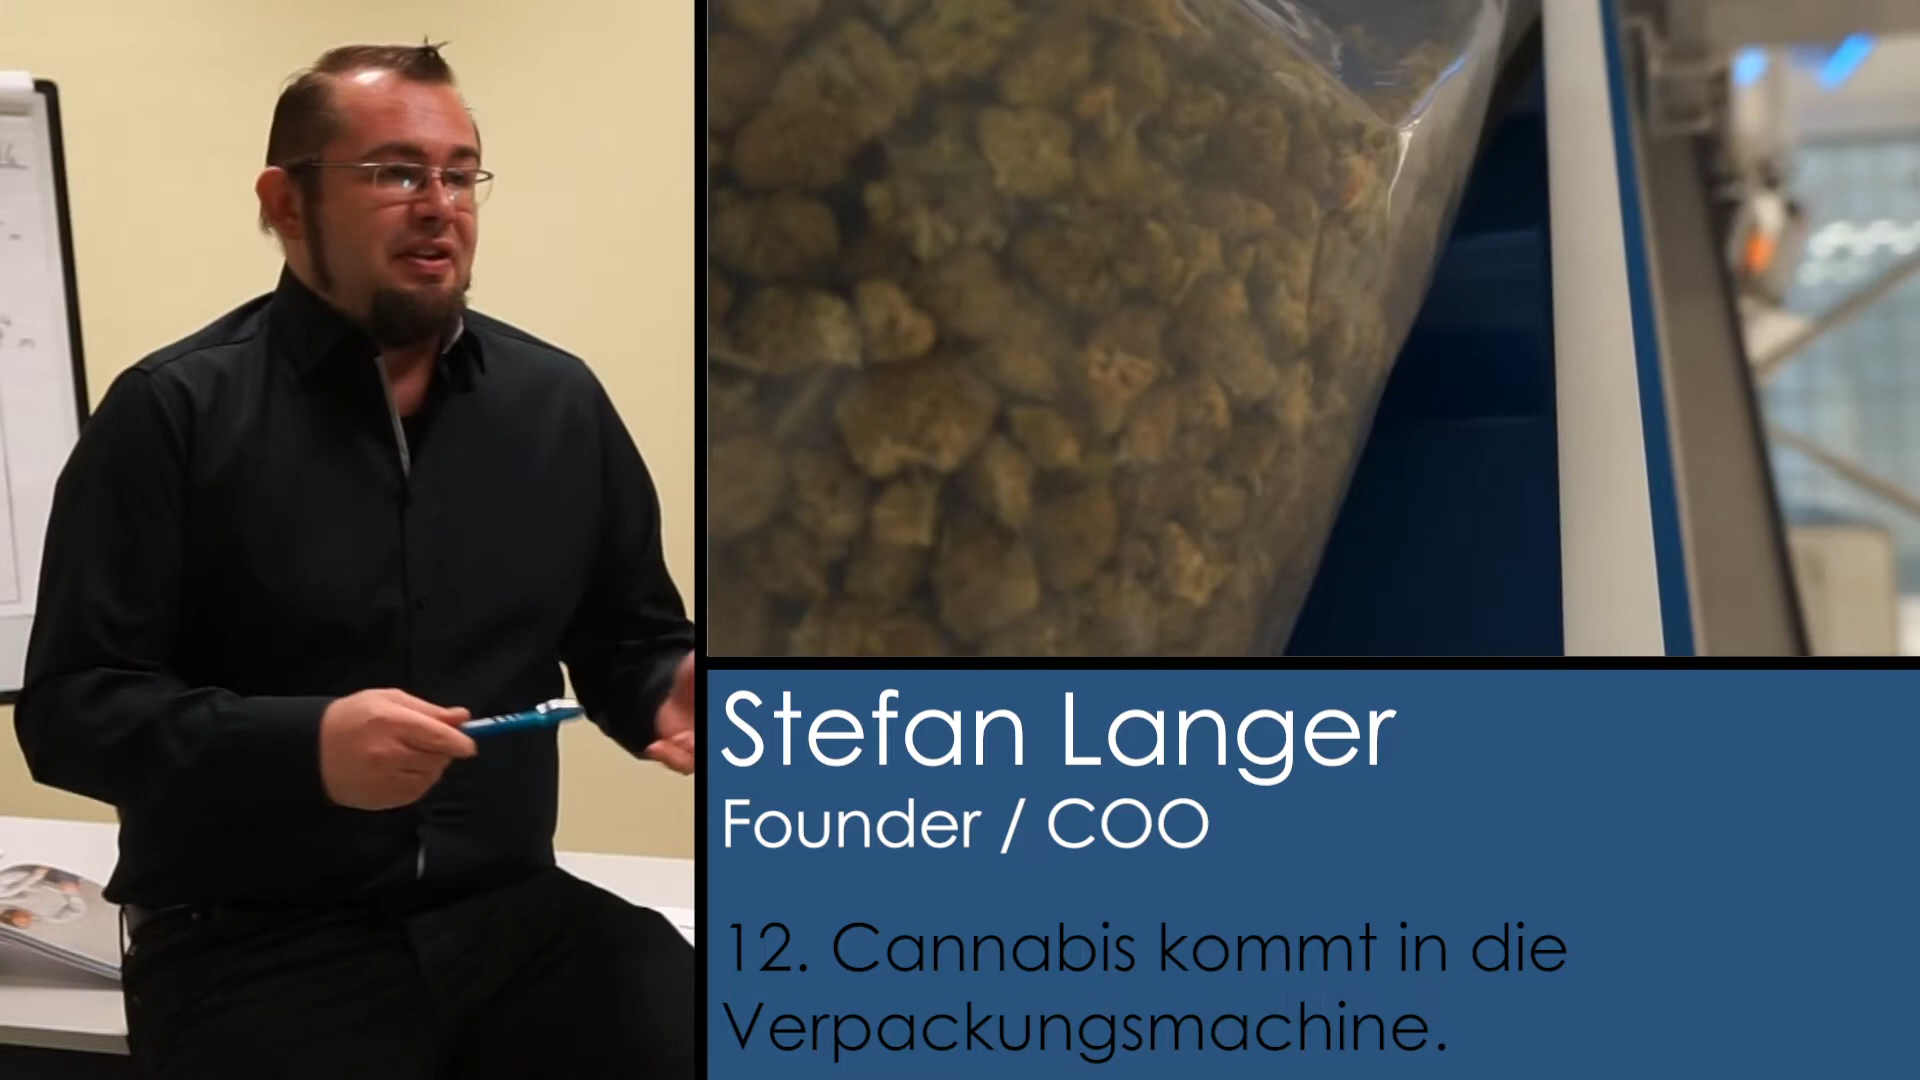 Stefan Langer
Founder / COO
12. Cannabis kommt in die
Verpackungsmachine.